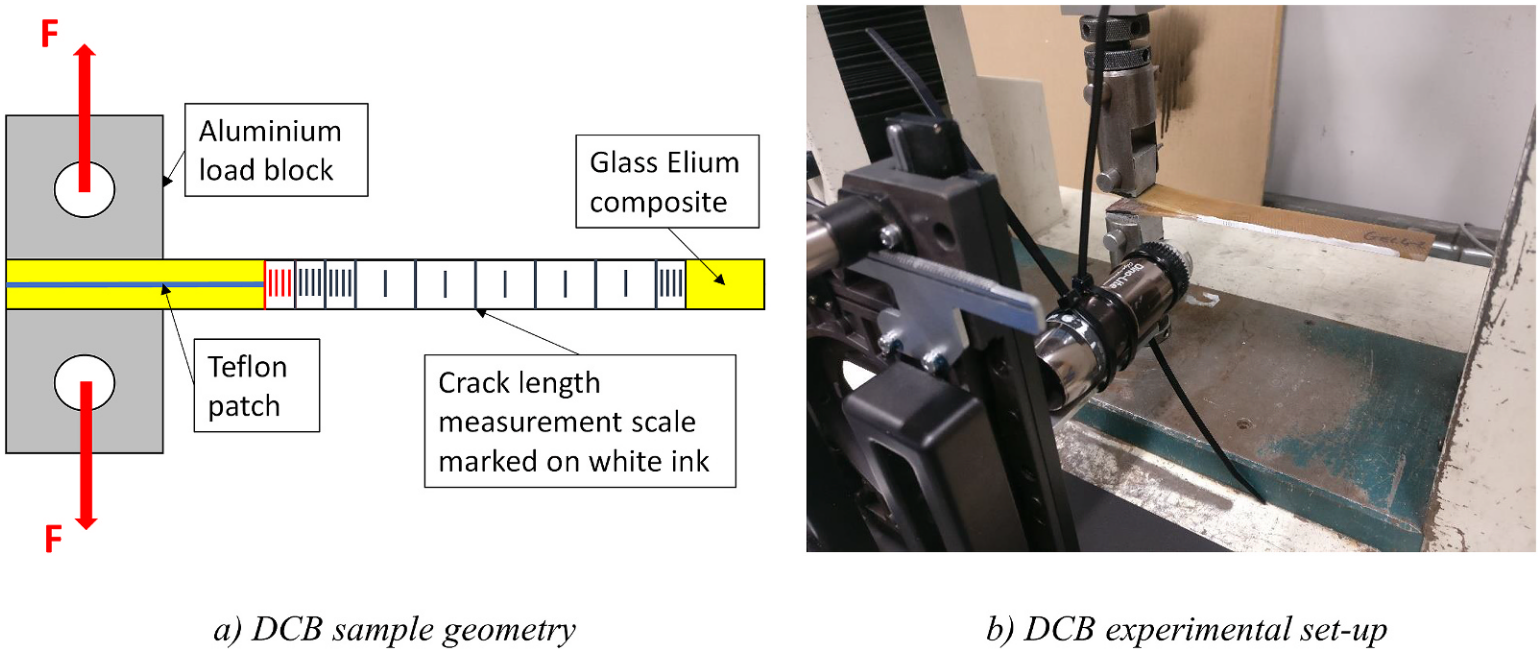 F
Aluminium
load block
Glass Elium
composite
Teflon
patch
Crack length
measurement scale
marked on white ink
F
Dino-Lite
a) DCB sample geometry
b) DCB experimental set-up